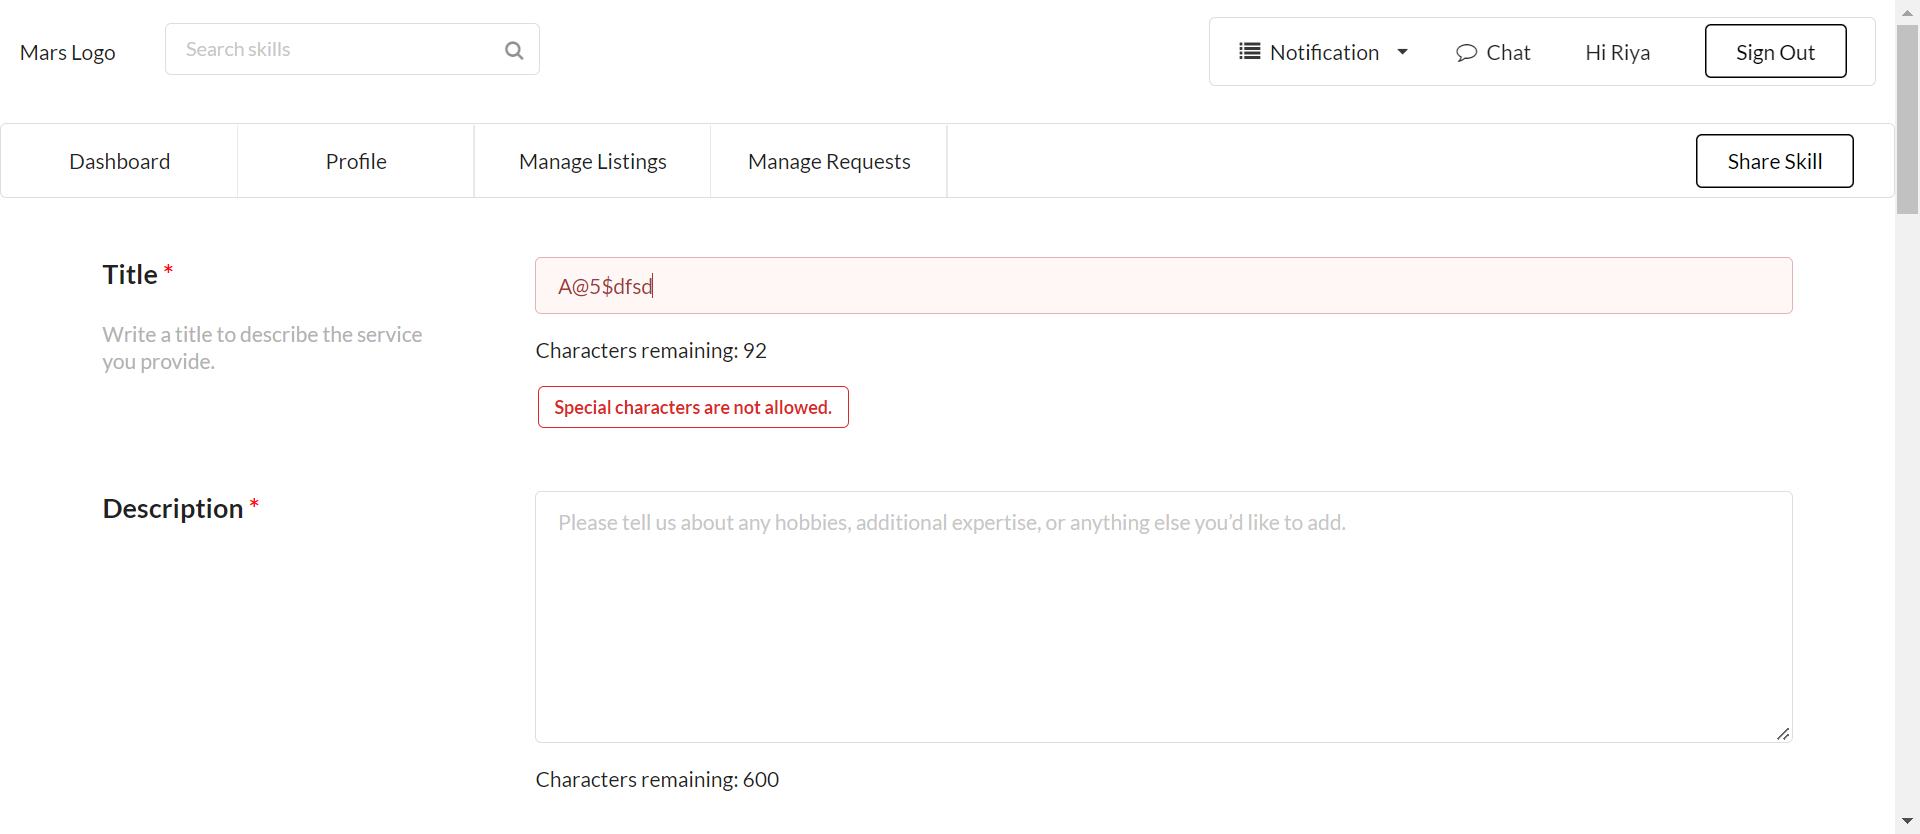 Mars Logo
Search skills
Notification
Chat
Hi Riya
Sign Out
Dashboard
Profile
Manage Listings
Manage Requests
Share Skill
Title *
Write a title to describe the service
you provide.
A@5$dfsd
Characters remaining: 92
Special characters are not allowed.
Description *
Please tell us about any hobbies, additional expertise, or anything else you’d like to add.
Characters remaining: 600